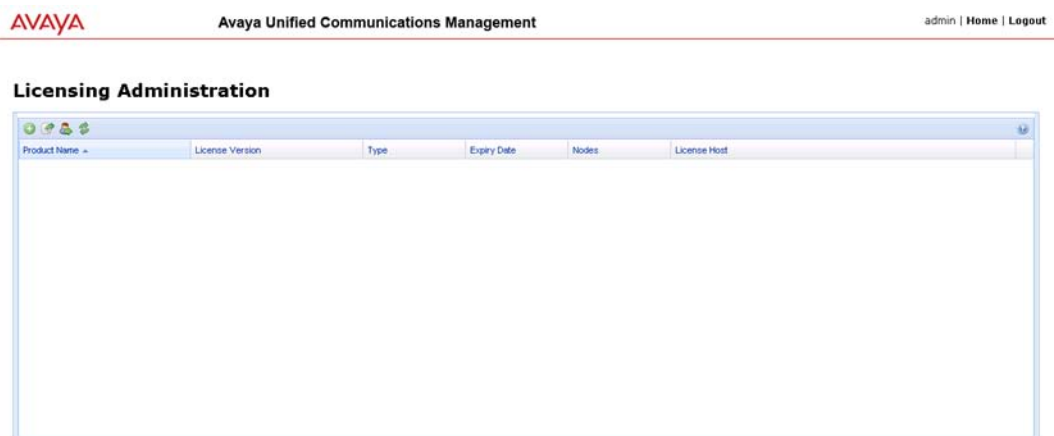 AVAYA Avaya Unified Communications Management admin | Home | Logout
Licensing Administration
Product Name License Version Type Expiry Date Nodes License Host